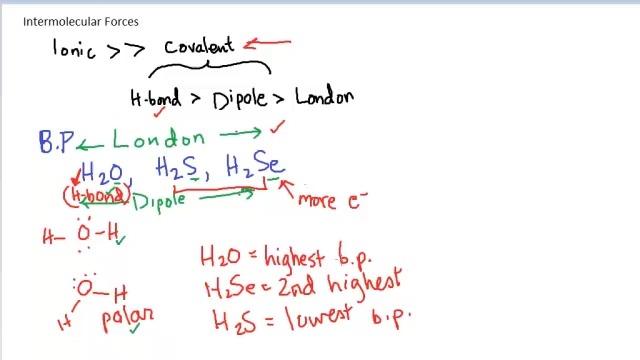 Intermolecular Forces
Ionic >> Covalent
H-bond > Dipole > London
B.P London
H2O, H2S, H2Se
H-bond Dipole more e-
H- O -H
O -H
H polar
H2O = highest b.p.
H2Se = 2nd highest
H2S = lowest b.p.